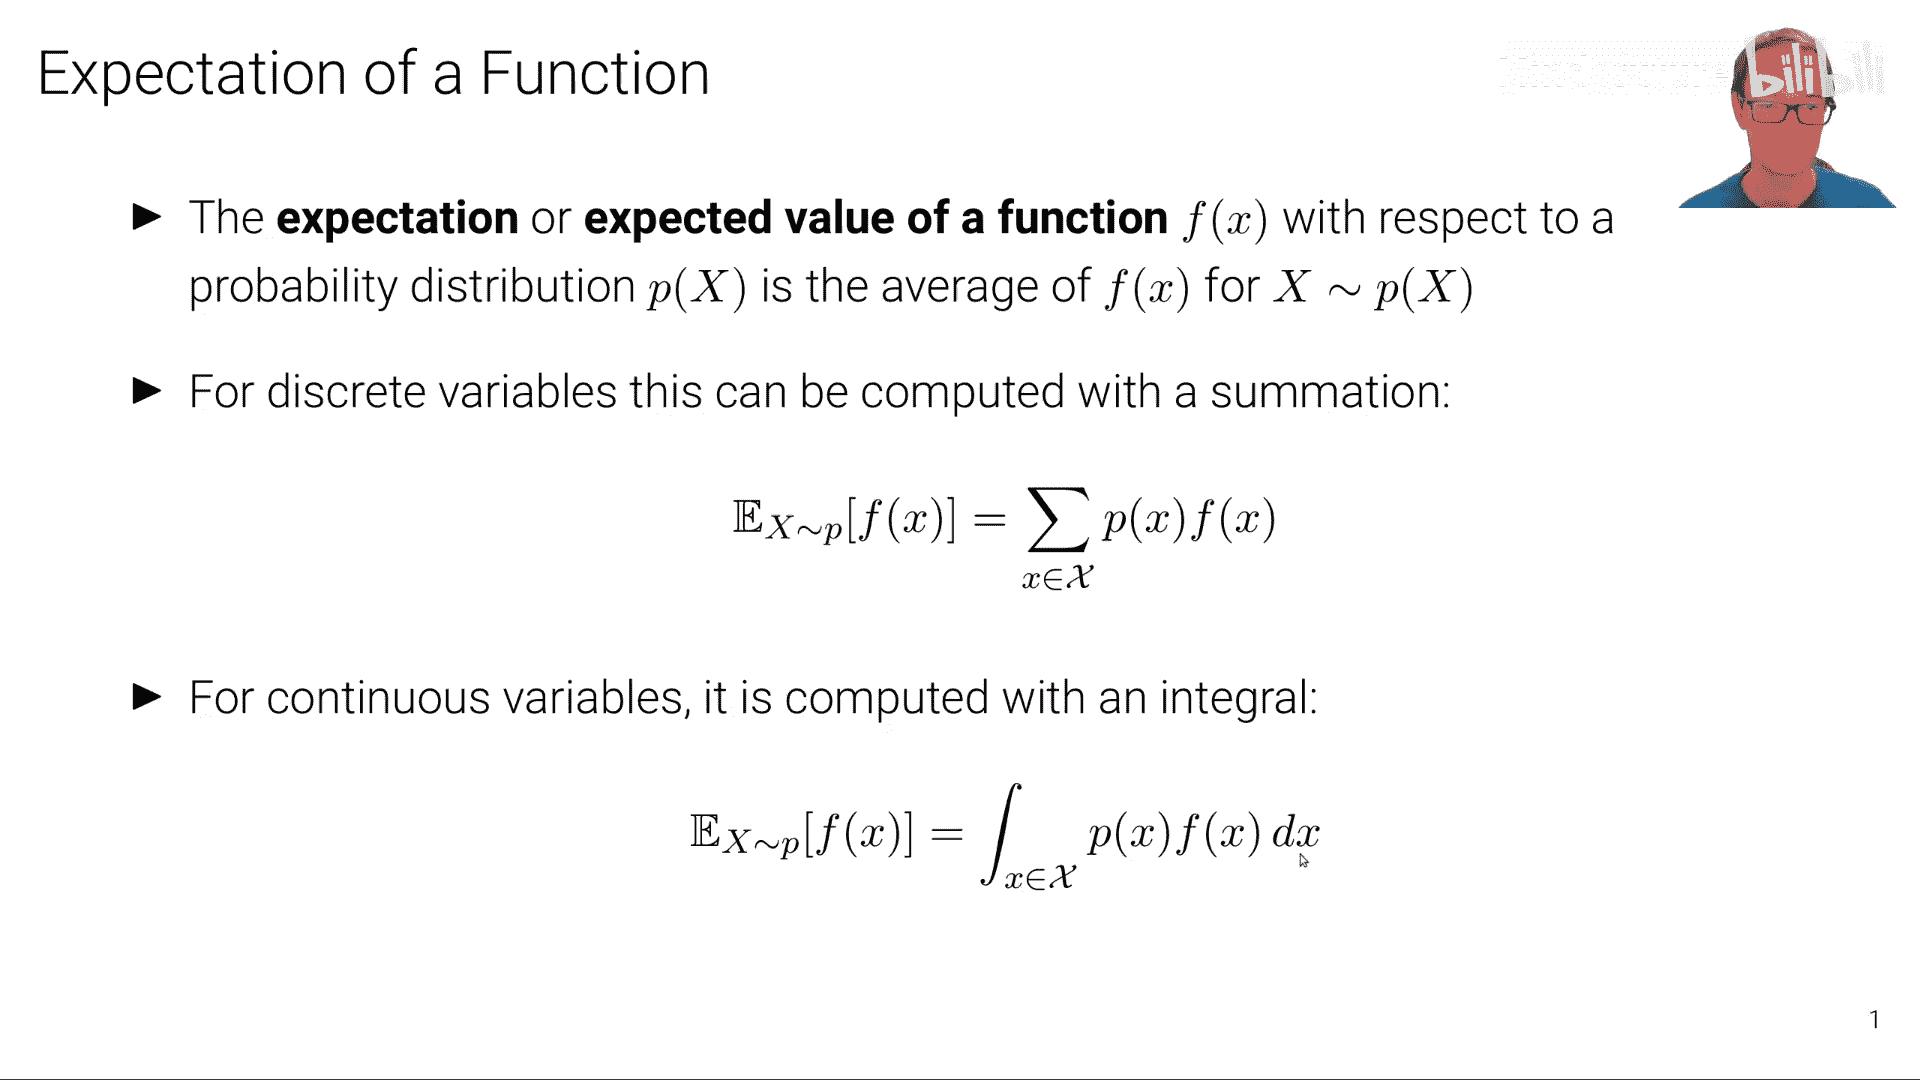 Expectation of a Function
bilibili
► The expectation or expected value of a function f(x) with respect to a
probability distribution p(X) is the average of f(x) for X ∼ p(X)
► For discrete variables this can be computed with a summation:
𝔼_{X∼p}[f(x)] = ∑_{x∈𝒳} p(x)f(x)
► For continuous variables, it is computed with an integral:
𝔼_{X∼p}[f(x)] = ∫_{x∈𝒳} p(x)f(x) dx
1